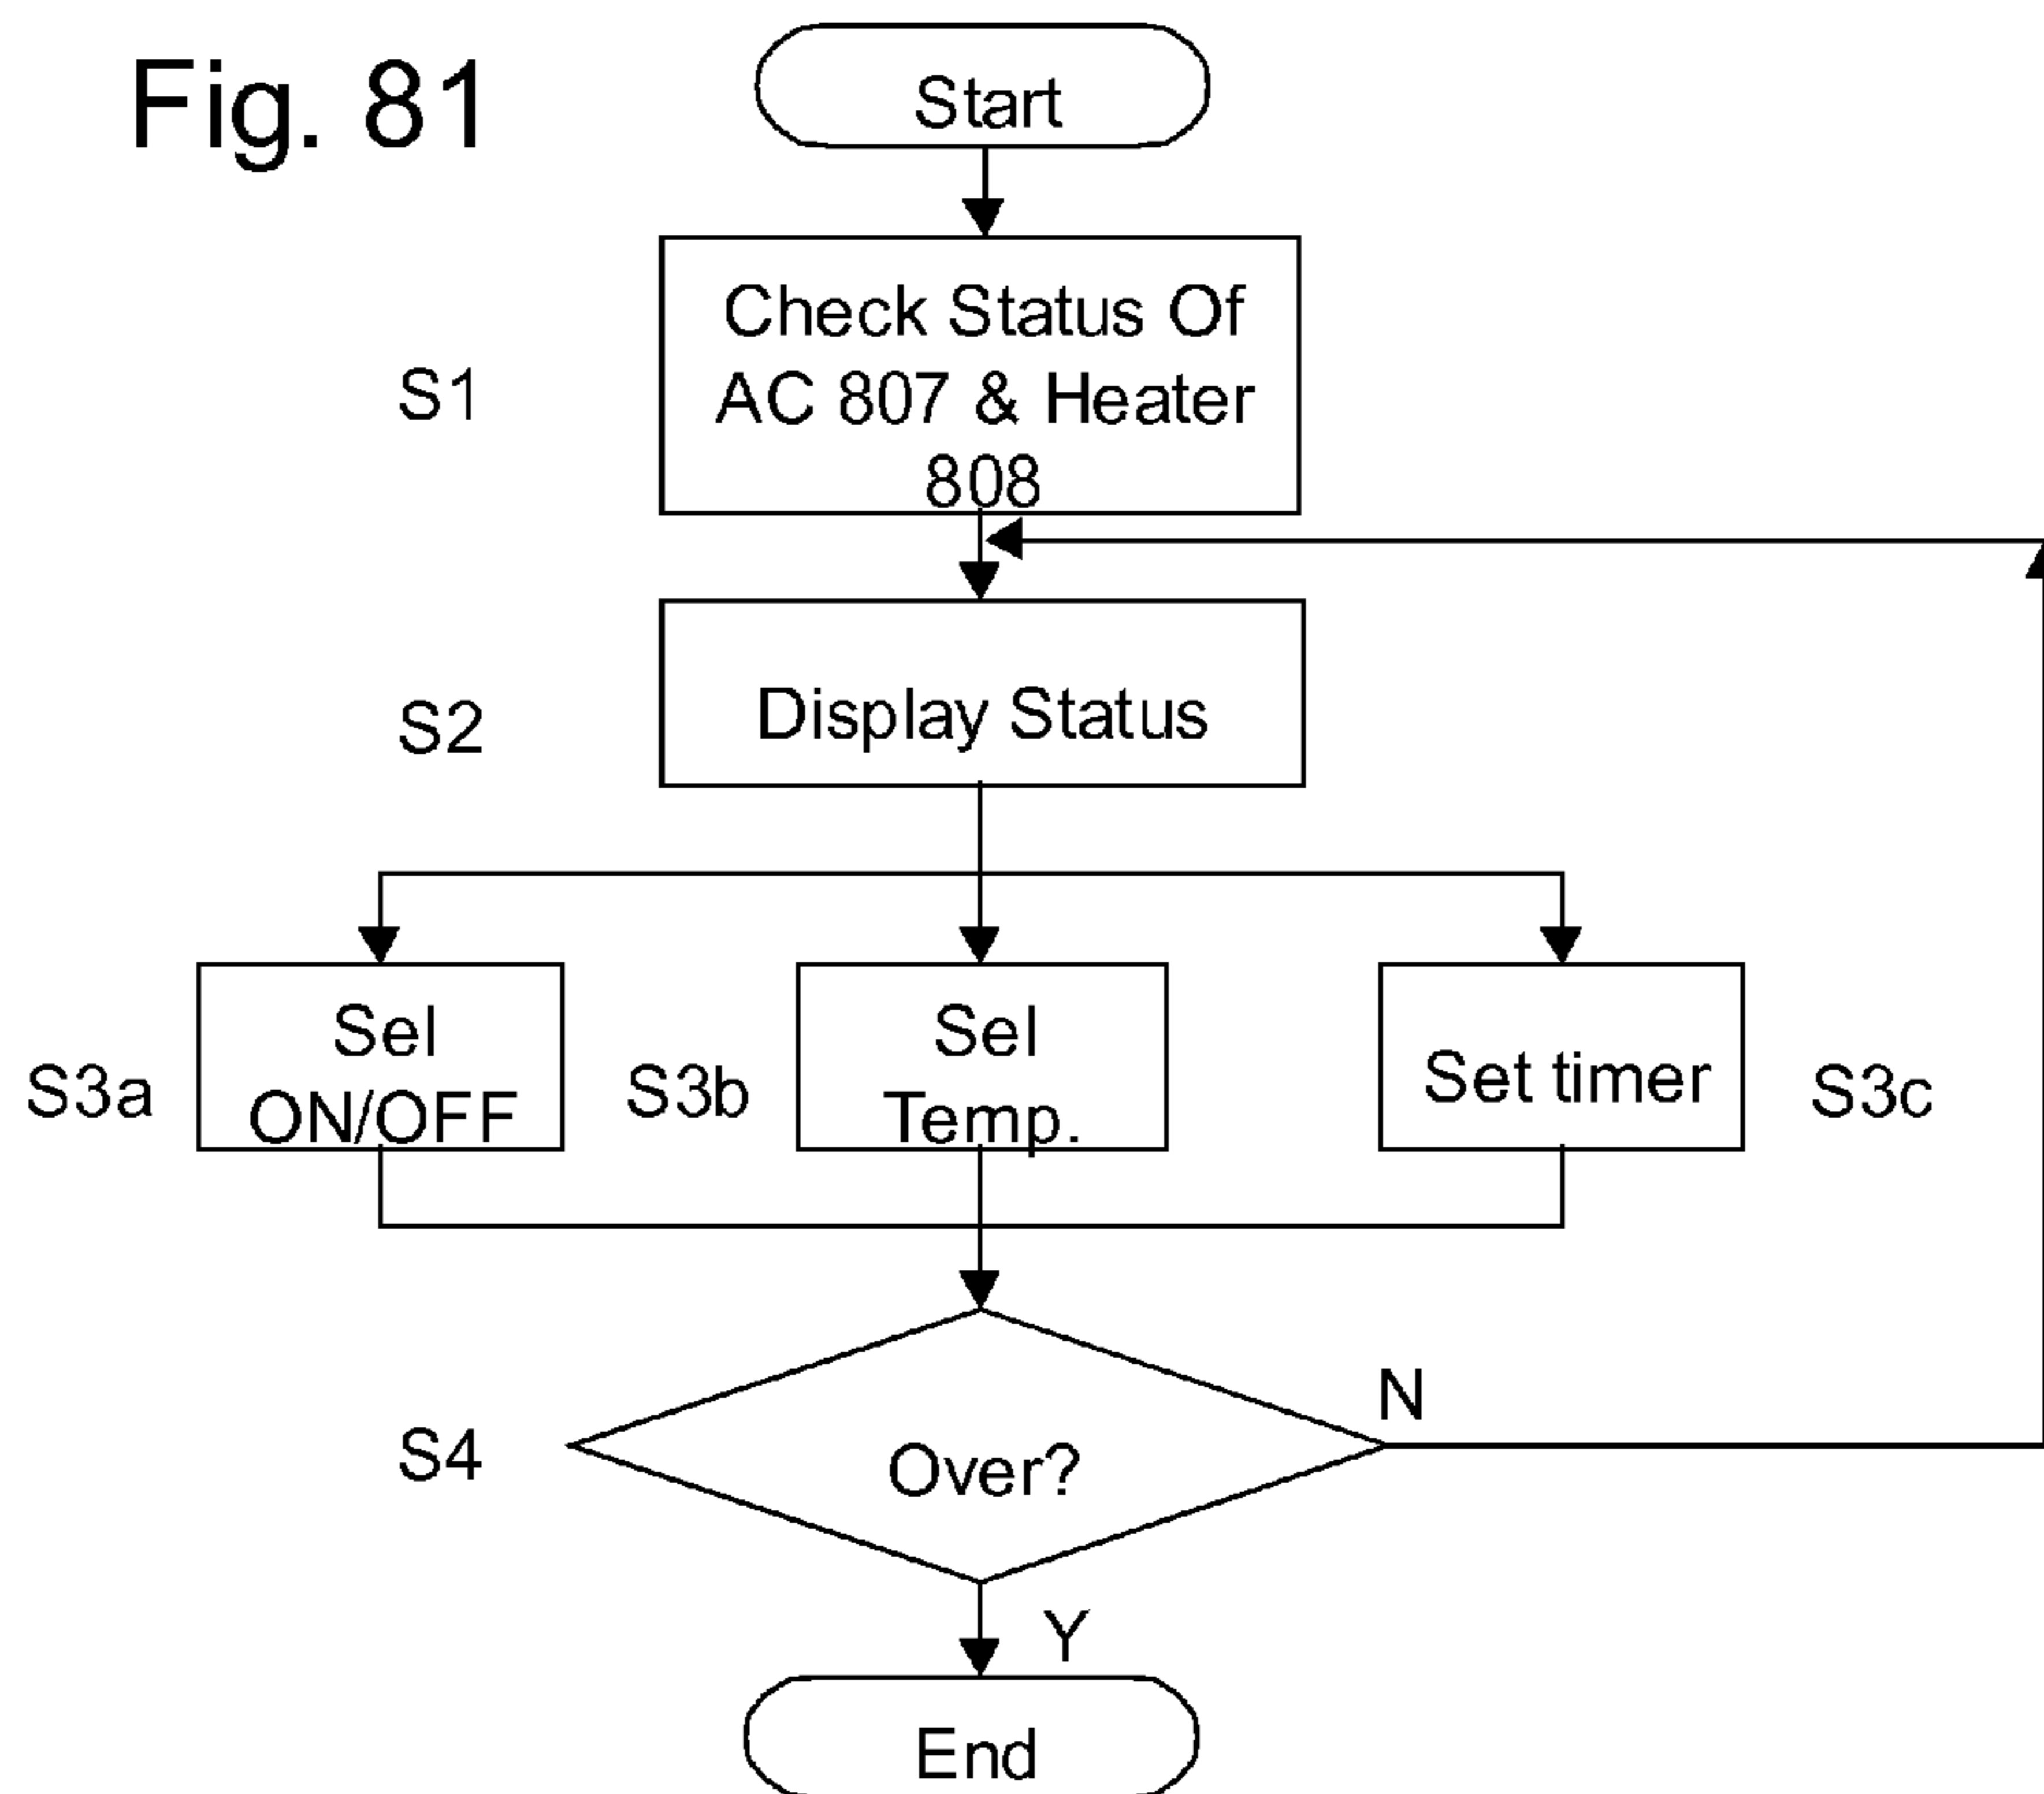 Fig. 81
Start
S1
Check Status Of
AC 807 & Heater
808
S2
Display Status
S3a
Sel
ON/OFF
S3b
Sel
Temp.
Set timer
S3c
S4
Over?
N
Y
End